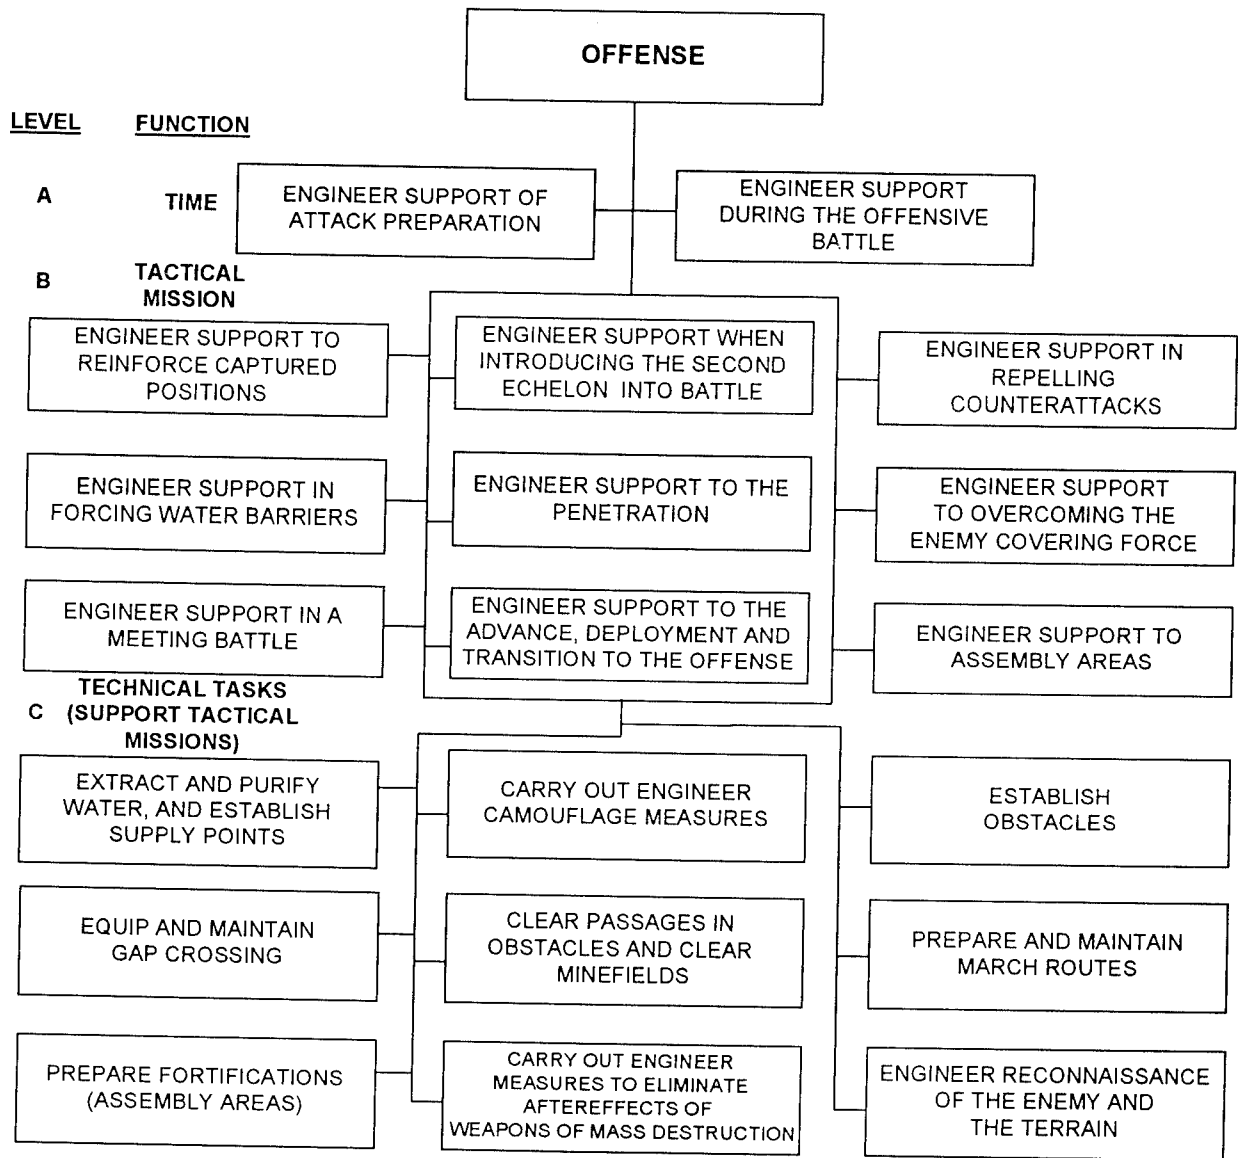 OFFENSE
LEVEL FUNCTION
A TIME
ENGINEER SUPPORT OF
ATTACK PREPARATION
ENGINEER SUPPORT
DURING THE OFFENSIVE
BATTLE
B TACTICAL
MISSION
ENGINEER SUPPORT TO
REINFORCE CAPTURED
POSITIONS
ENGINEER SUPPORT WHEN
INTRODUCING THE SECOND
ECHELON INTO BATTLE
ENGINEER SUPPORT IN
REPELLING
COUNTERATTACKS
ENGINEER SUPPORT IN
FORCING WATER BARRIERS
ENGINEER SUPPORT TO THE
PENETRATION
ENGINEER SUPPORT
TO OVERCOMING THE
ENEMY COVERING FORCE
ENGINEER SUPPORT IN A
MEETING BATTLE
ENGINEER SUPPORT TO THE
ADVANCE, DEPLOYMENT AND
TRANSITION TO THE OFFENSE
ENGINEER SUPPORT TO
ASSEMBLY AREAS
TECHNICAL TASKS
C (SUPPORT TACTICAL
MISSIONS)
EXTRACT AND PURIFY
WATER, AND ESTABLISH
SUPPLY POINTS
CARRY OUT ENGINEER
CAMOUFLAGE MEASURES
ESTABLISH
OBSTACLES
EQUIP AND MAINTAIN
GAP CROSSING
CLEAR PASSAGES IN
OBSTACLES AND CLEAR
MINEFIELDS
PREPARE AND MAINTAIN
MARCH ROUTES
PREPARE FORTIFICATIONS
(ASSEMBLY AREAS)
CARRY OUT ENGINEER
MEASURES TO ELIMINATE
AFTEREFFECTS OF
WEAPONS OF MASS DESTRUCTION
ENGINEER RECONNAISSANCE
OF THE ENEMY AND
THE TERRAIN